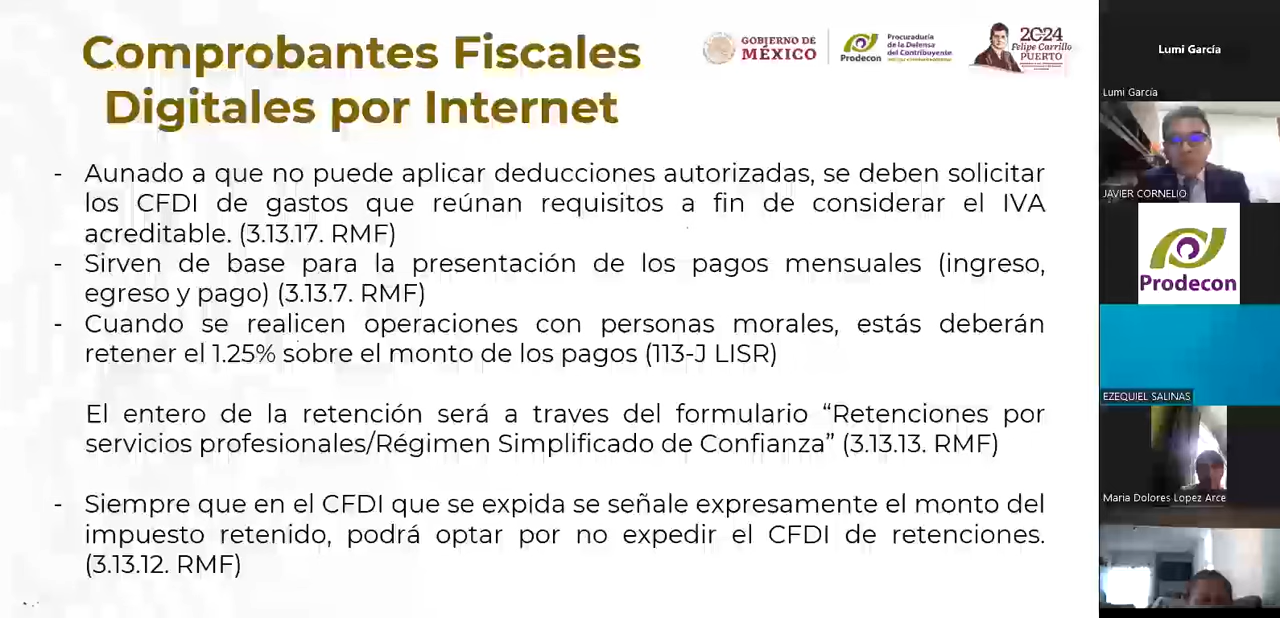 Comprobantes Fiscales
Digitales por Internet
GOBIERNO DE
MÉXICO
Prodecon
Procuraduría
de la Defensa
del Contribuyente
2024
Felipe Carrillo
PUERTO
- Aunado a que no puede aplicar deducciones autorizadas, se deben solicitar
los CFDI de gastos que reúnan requisitos a fin de considerar el IVA
acreditable. (3.13.17. RMF)
- Sirven de base para la presentación de los pagos mensuales (ingreso,
egreso y pago) (3.13.7. RMF)
- Cuando se realicen operaciones con personas morales, estás deberán
retener el 1.25% sobre el monto de los pagos (113-J LISR)
El entero de la retención será a traves del formulario “Retenciones por
servicios profesionales/Régimen Simplificado de Confianza” (3.13.13. RMF)
- Siempre que en el CFDI que se expida se señale expresamente el monto del
impuesto retenido, podrá optar por no expedir el CFDI de retenciones.
(3.13.12. RMF)
Lumi García
Lumi García
JAVIER CORNELIO
Prodecon
EZEQUIEL SALINAS
Maria Dolores Lopez Arce